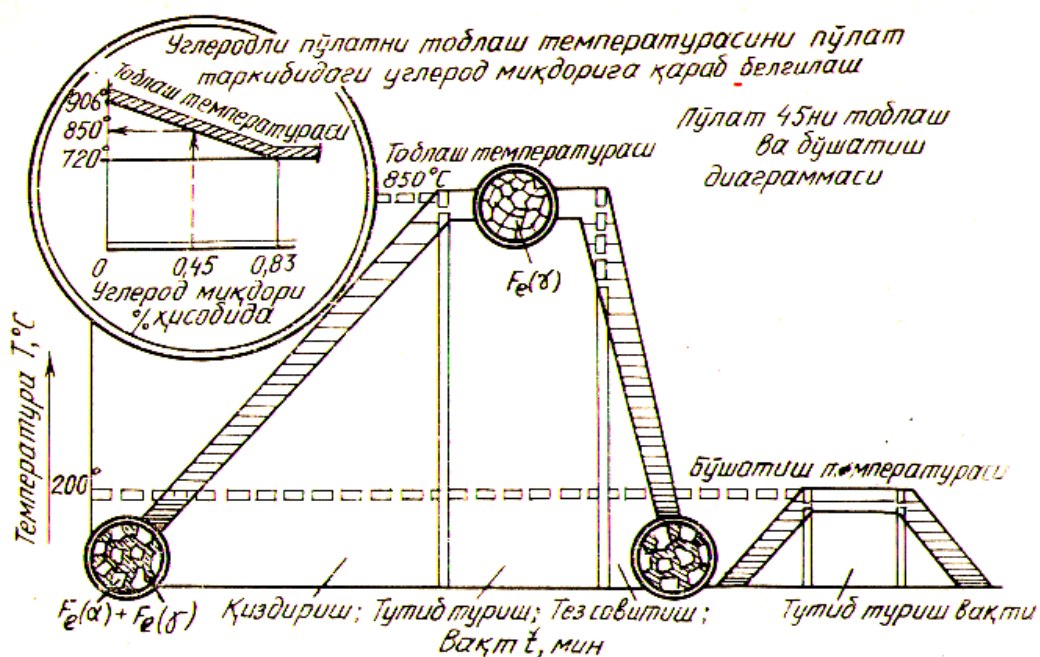 Углеродли пўлатни тоблаш температурасини пўлат
таркибидаги углерод миқдорига қараб белгилаш
Тоблаш температураси
906°
850°
720°
0 0,45 0,83
Углерод миқдори
% ҳисобида
Пўлат 45ни тоблаш
ва бўшатиш
диаграммаси
Тоблаш температураси
850°С
Fe(γ)
Температура Т,°С
200°
Бўшатиш температураси
Fe(α) + Fe(γ)
Қиздириш; Тутиб туриш; Тез совитиш;
Вақт t, мин
Тутиб туриш вақти